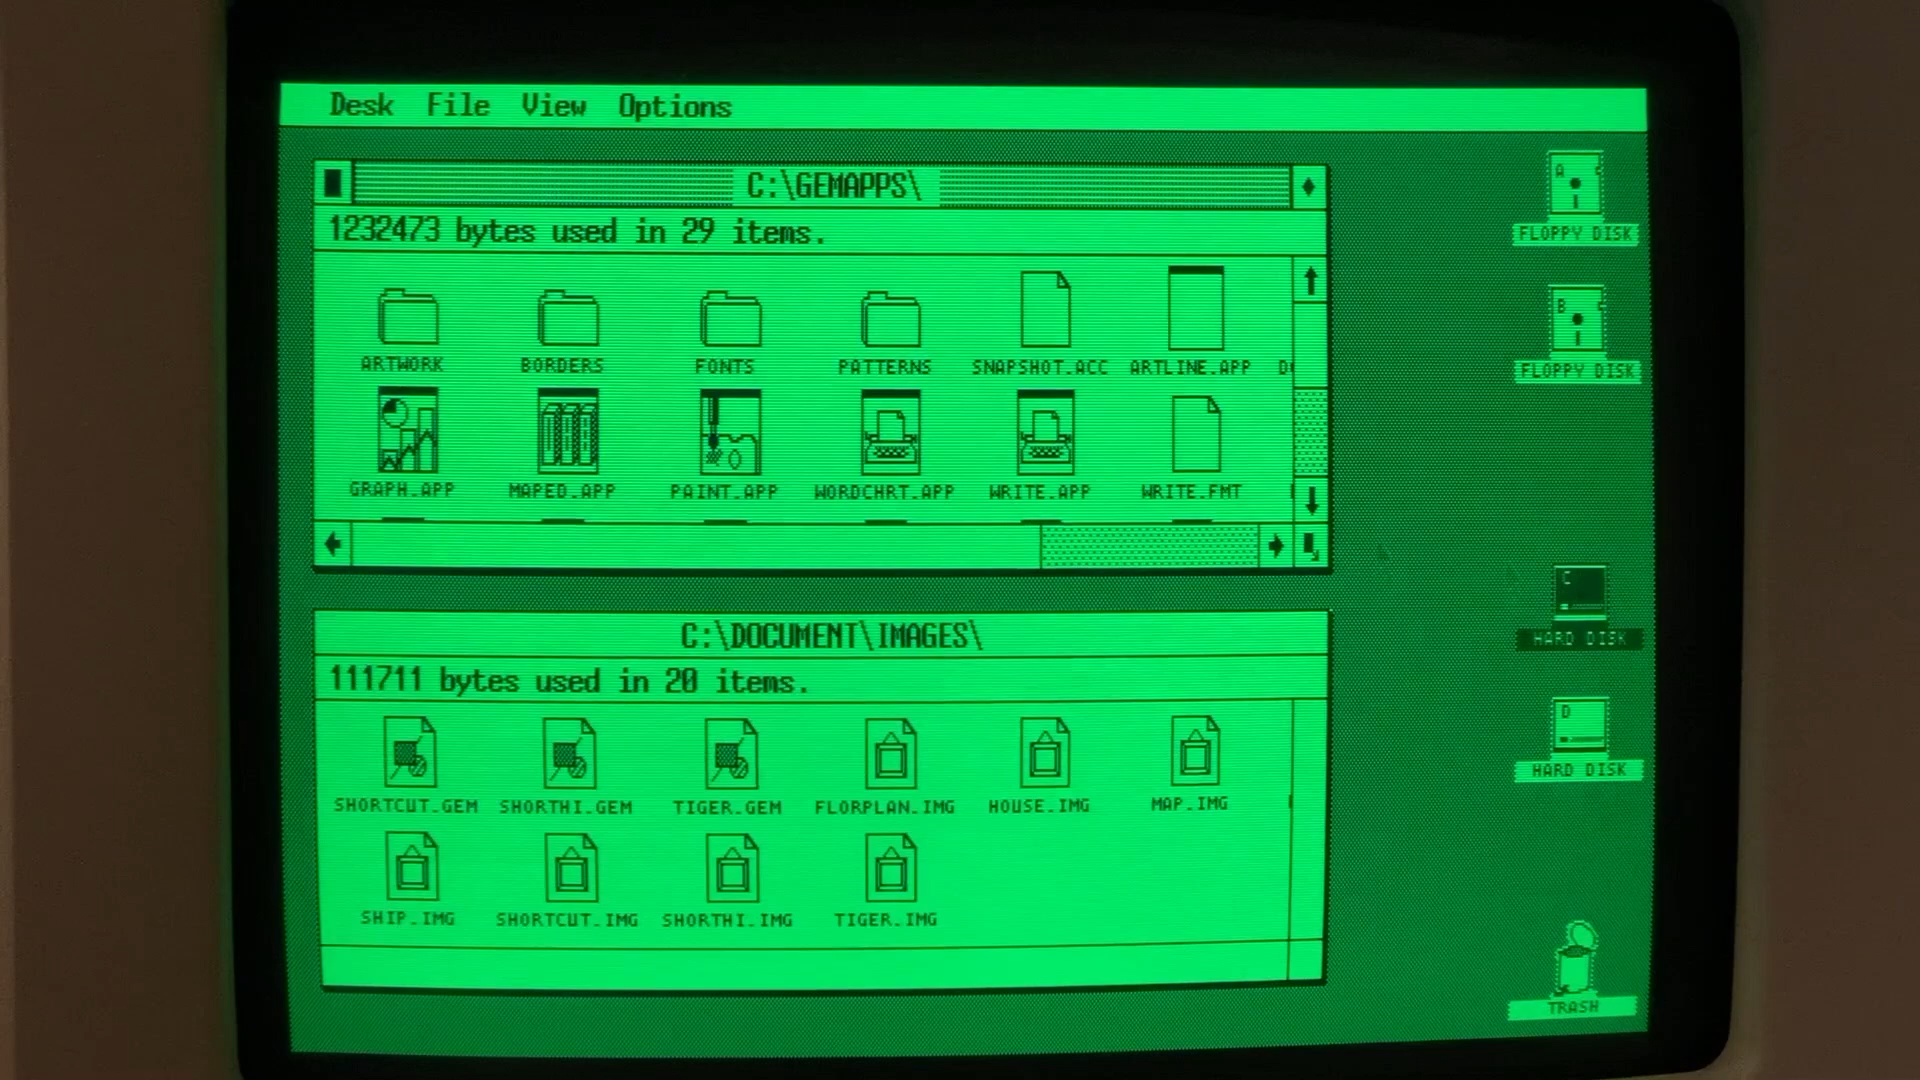 Desk File View Options
C:\GEMAPPS\
1232473 bytes used in 29 items.
ARTWORK BORDERS FONTS PATTERNS SNAPSHOT.ACC ARTLINE.APP
GRAPH.APP MAPED.APP PAINT.APP WORDCHRT.APP WRITE.APP WRITE.FMT
C:\DOCUMENT\IMAGES\
111711 bytes used in 20 items.
SHORTCUT.GEM SHORTHI.GEM TIGER.GEM FLORPLAN.IMG HOUSE.IMG MAP.IMG
SHIP.IMG SHORTCUT.IMG SHORTHI.IMG TIGER.IMG
A
FLOPPY DISK
B
FLOPPY DISK
C
HARD DISK
D
HARD DISK
TRASH